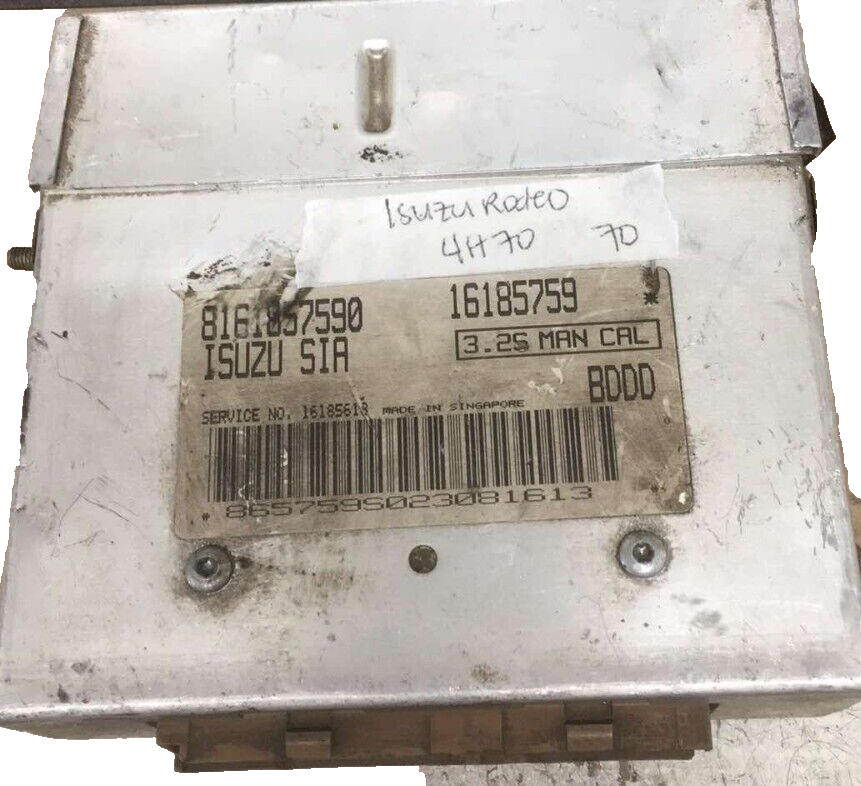 Isuzu Rodeo
4H70 70
8161857590 16185759 *
ISUZU SIA 3.2S MAN CAL
BDDD
SERVICE NO. 16185613 MADE IN SINGAPORE
* 865759S023081613